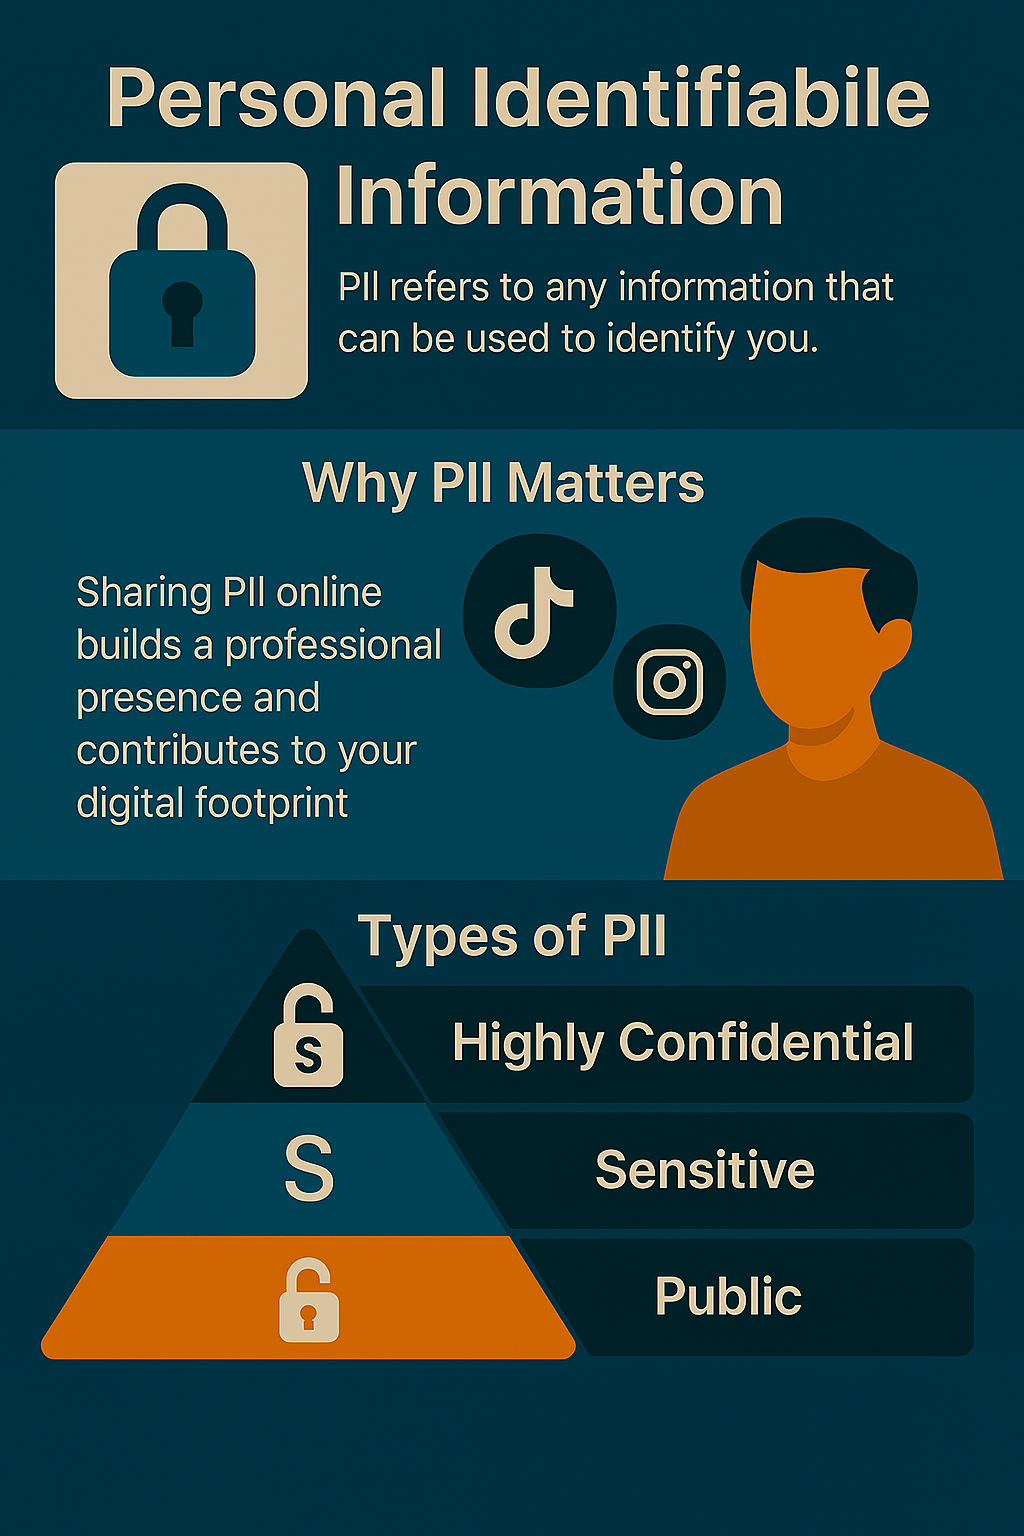 Personal Identifiabile
Information
PII refers to any information that
can be used to identify you.
Why PII Matters
Sharing PII online
builds a professional
presence and
contributes to your
digital footprint
Types of PII
S
Highly Confidential
S
Sensitive
Public